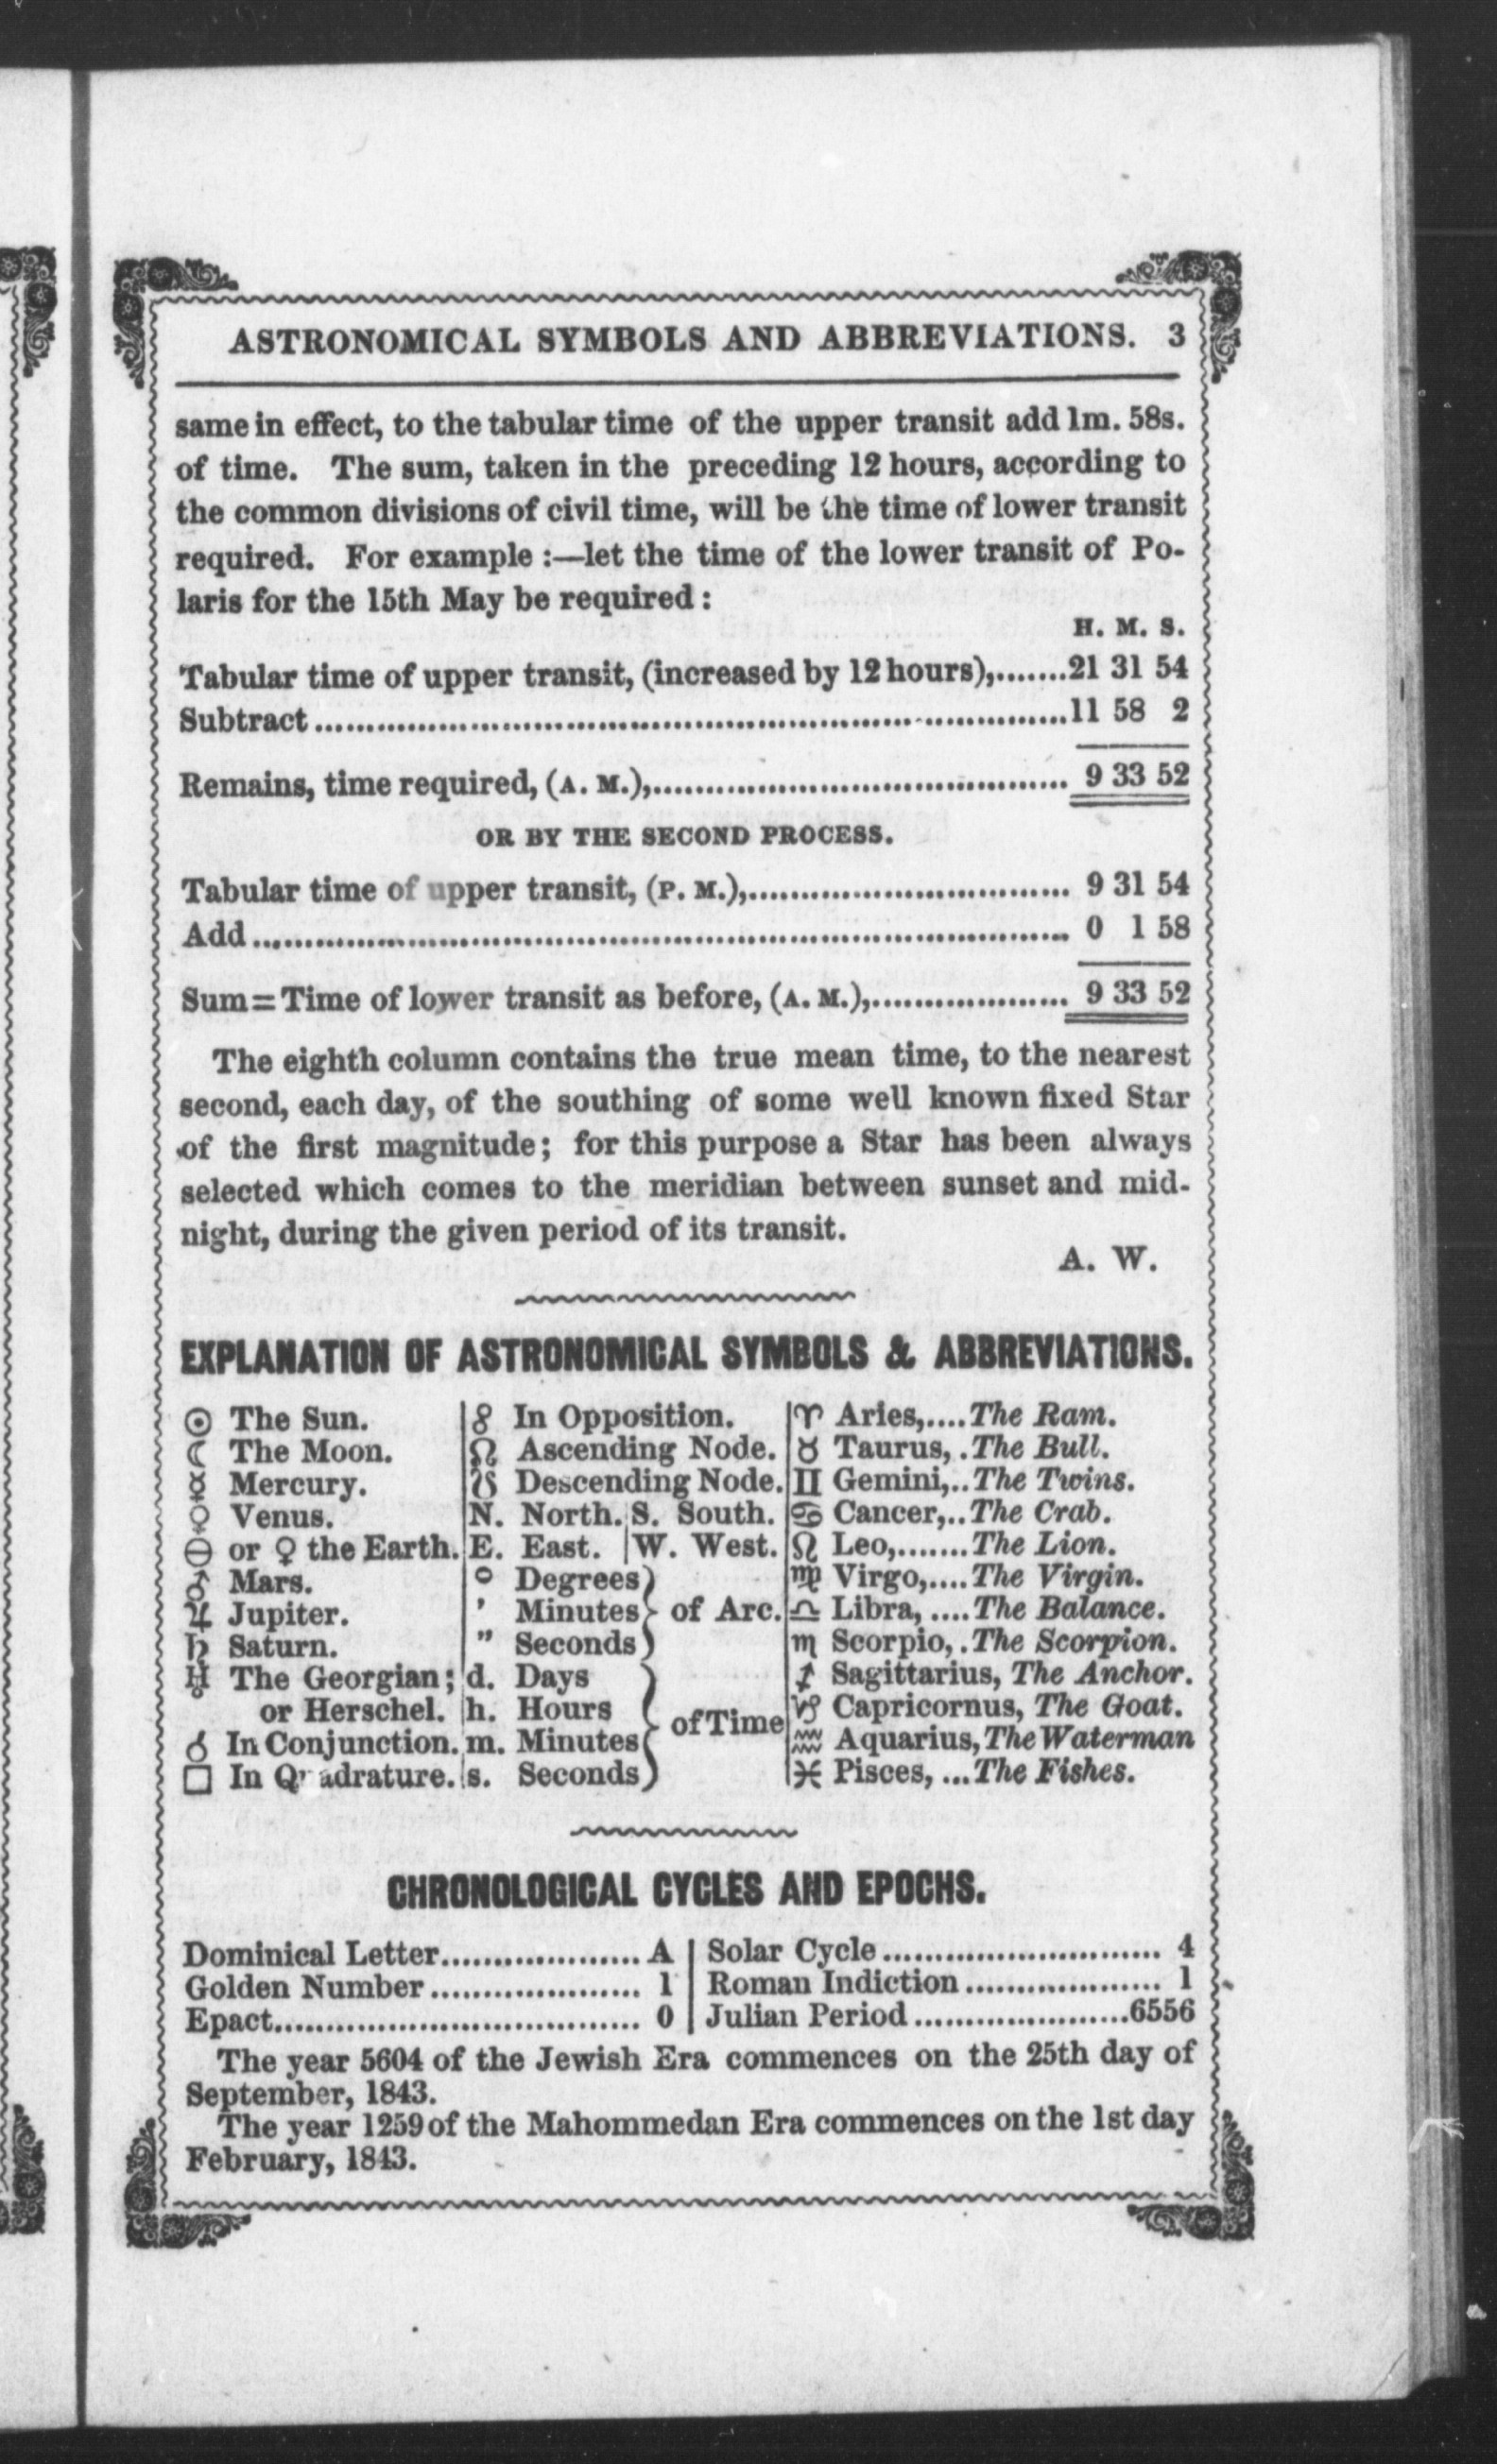 ASTRONOMICAL SYMBOLS AND ABBREVIATIONS. 3
same in effect, to the tabular time of the upper transit add 1m. 58s.
of time. The sum, taken in the preceding 12 hours, according to
the common divisions of civil time, will be the time of lower transit
required. For example :—let the time of the lower transit of Po-
laris for the 15th May be required :
H. M. S.
Tabular time of upper transit, (increased by 12 hours),.......21 31 54
Subtract..........................................................................11 58 2
Remains, time required, (A. M.),........................................ 9 33 52
OR BY THE SECOND PROCESS.
Tabular time of upper transit, (P. M.),............................... 9 31 54
Add............................................................................... 0 1 58
Sum=Time of lower transit as before, (A. M.),................... 9 33 52
The eighth column contains the true mean time, to the nearest
second, each day, of the southing of some well known fixed Star
of the first magnitude; for this purpose a Star has been always
selected which comes to the meridian between sunset and mid-
night, during the given period of its transit.
A. W.
EXPLANATION OF ASTRONOMICAL SYMBOLS & ABBREVIATIONS.
☉ The Sun.
☾ The Moon.
☿ Mercury.
♀ Venus.
⊖ or ♀ the Earth.
♂ Mars.
♃ Jupiter.
♄ Saturn.
♅ The Georgian;
or Herschel.
☌ In Conjunction.
□ In Quadrature.
☍ In Opposition.
☊ Ascending Node.
☋ Descending Node.
N. North. S. South.
E. East. W. West.
° Degrees
' Minutes } of Arc.
" Seconds
d. Days
h. Hours
m. Minutes } of Time
s. Seconds
♈ Aries,....The Ram.
♉ Taurus, .The Bull.
♊ Gemini,..The Twins.
♋ Cancer,..The Crab.
♌ Leo,.......The Lion.
♍ Virgo,....The Virgin.
♎ Libra, ....The Balance.
♏ Scorpio, .The Scorpion.
♐ Sagittarius, The Anchor.
♑ Capricornus, The Goat.
♒ Aquarius, The Waterman
♓ Pisces, ...The Fishes.
CHRONOLOGICAL CYCLES AND EPOCHS.
Dominical Letter................... A
Golden Number.................... 1
Epact................................... 0
Solar Cycle........................... 4
Roman Indiction................... 1
Julian Period.....................6556
The year 5604 of the Jewish Era commences on the 25th day of
September, 1843.
The year 1259 of the Mahommedan Era commences on the 1st day
February, 1843.